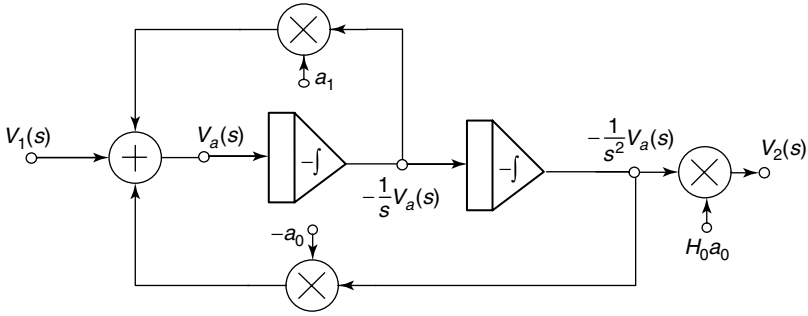 a₁
V₁(s)
Vₐ(s)
+
−∫
−∫
−1/s Vₐ(s)
−1/s² Vₐ(s)
V₂(s)
−a₀
H₀a₀